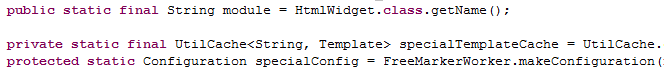 public static final String module = HtmlWidget.class.getName();
private static final UtilCache<String, Template> specialTemplateCache = UtilCache.
protected static Configuration specialConfig = FreeMarkerWorker.makeConfiguration(